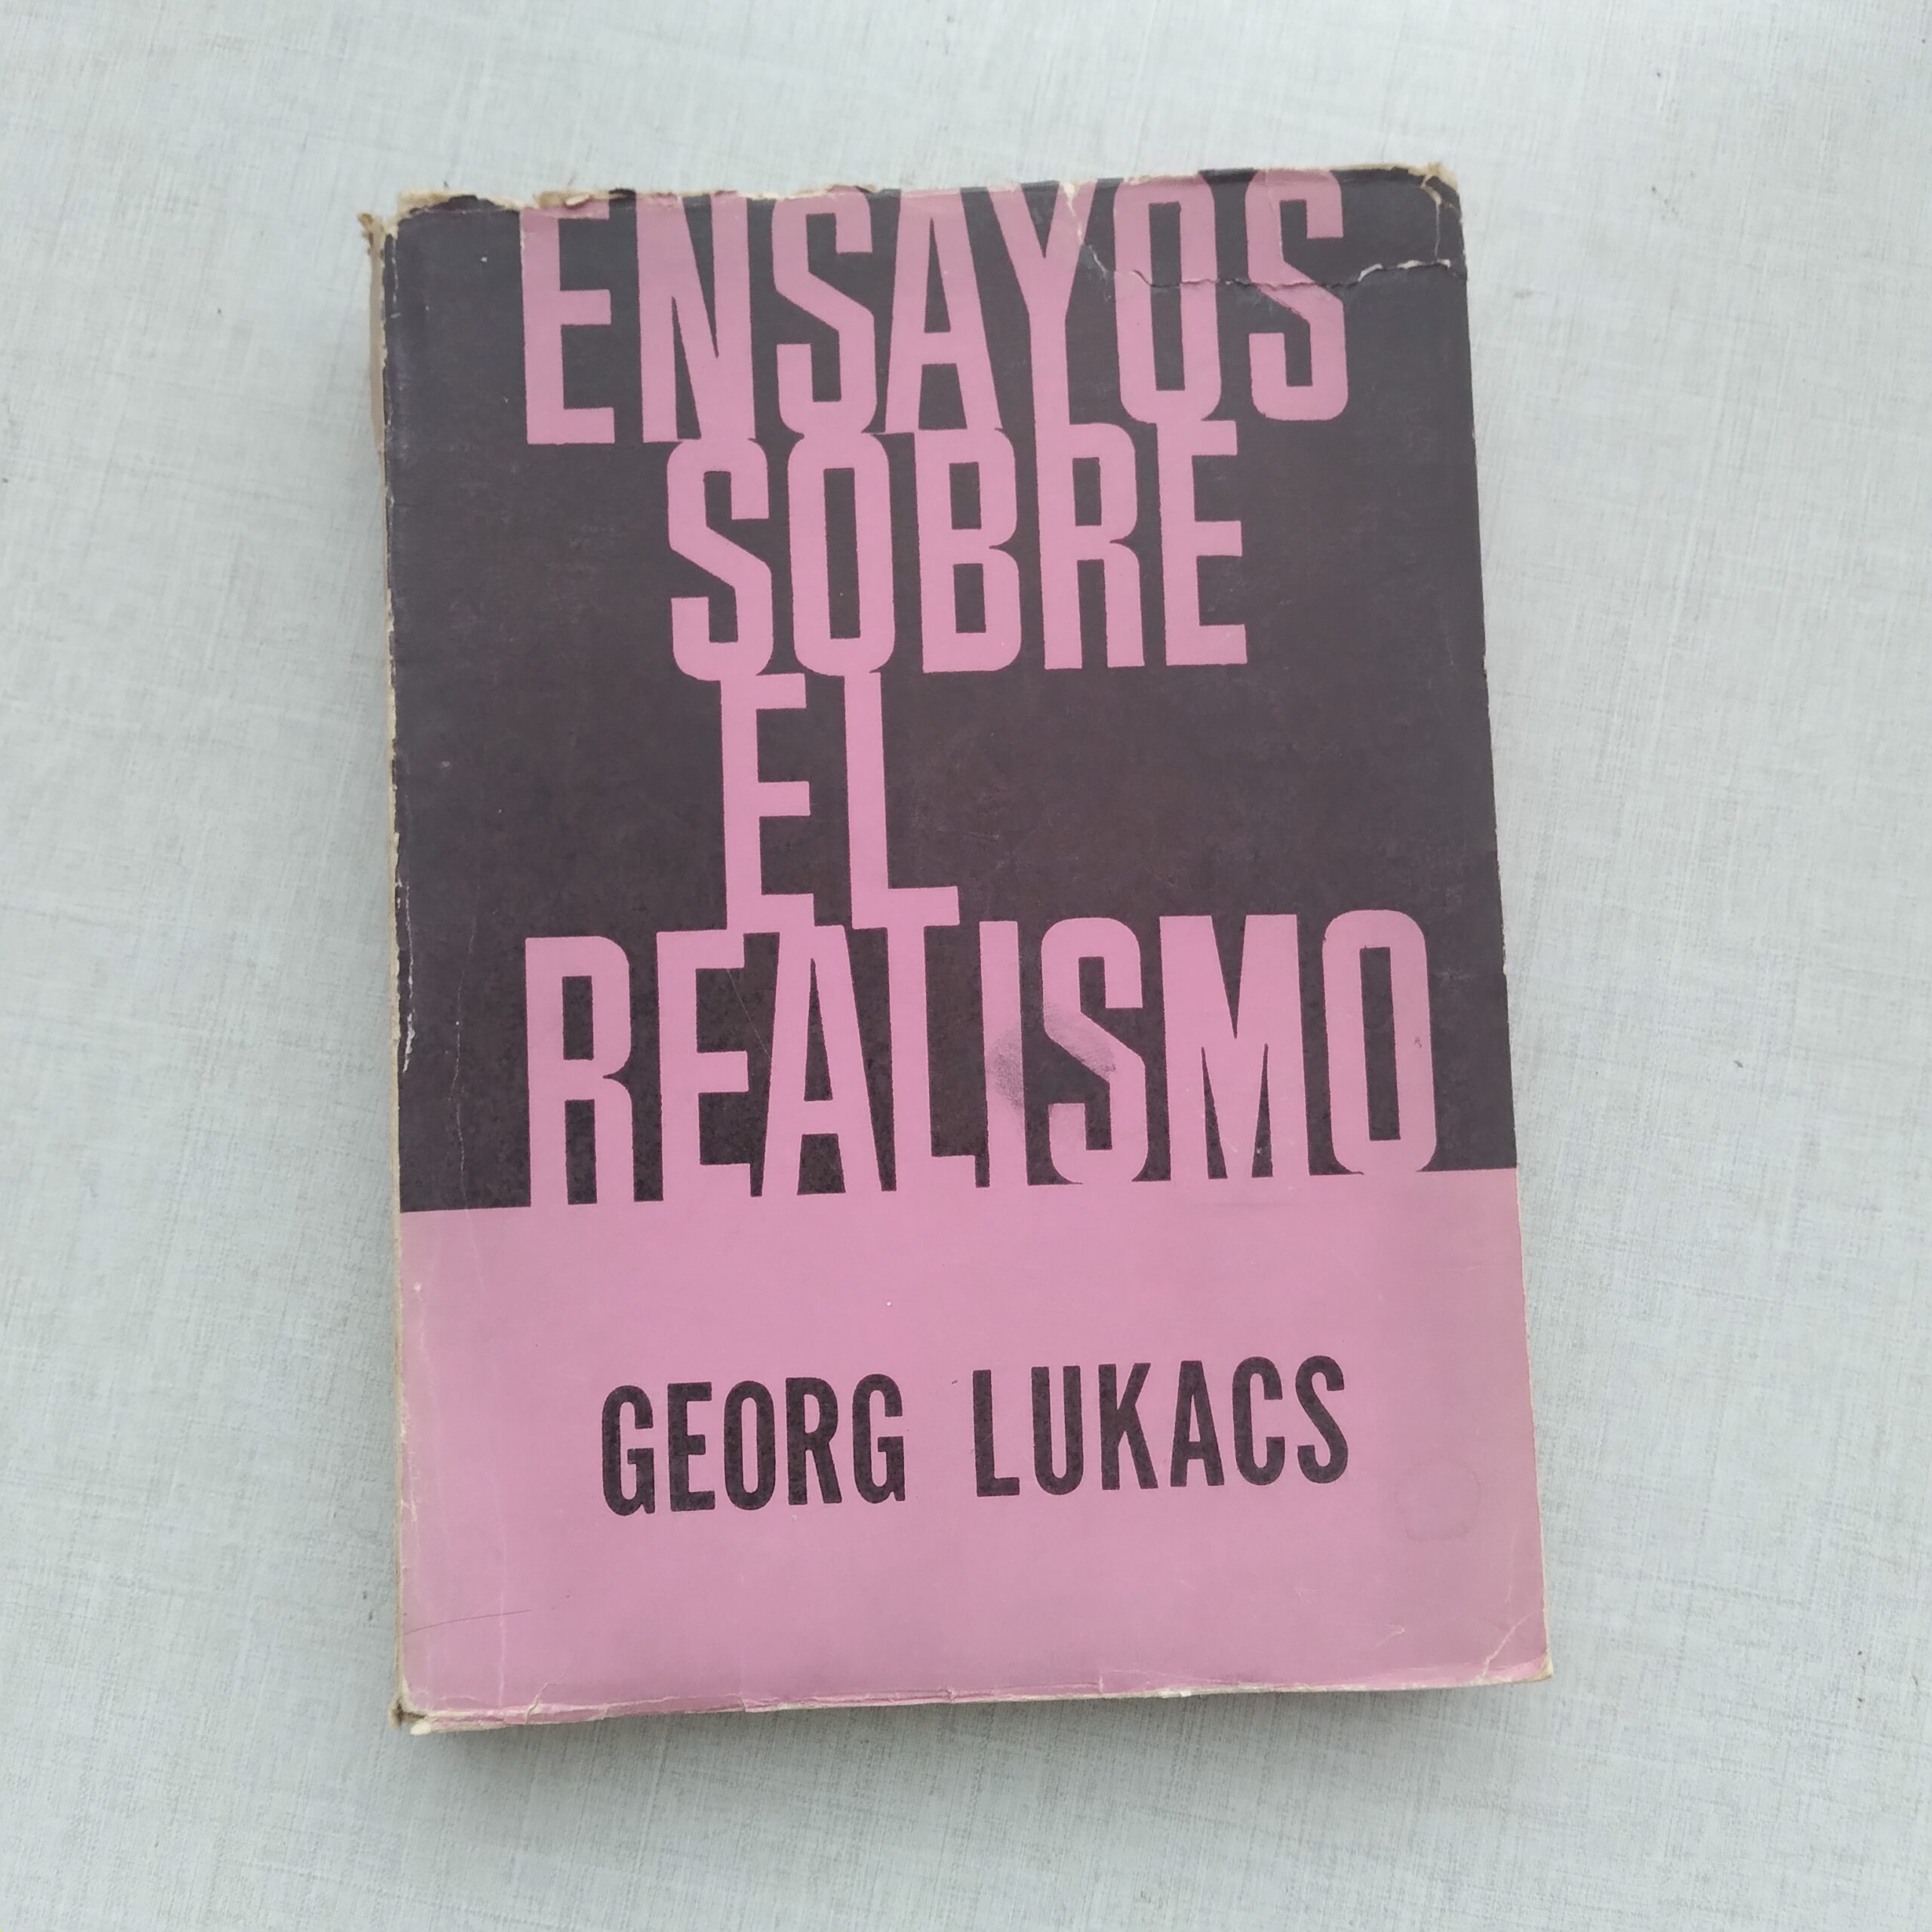 ENSAYOS
SOBRE
EL
REALISMO
GEORG LUKACS